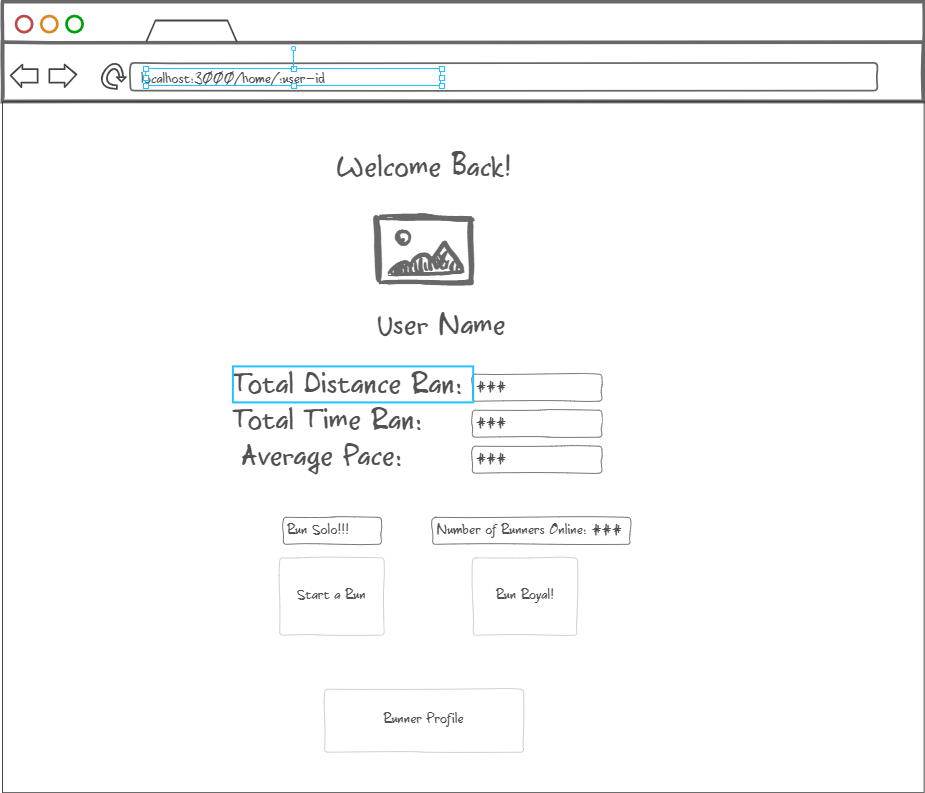 localhost:3000/home/:user-id
Welcome Back!
User Name
Total Distance Ran: ###
Total Time Ran: ###
Average Pace: ###
Run Solo!!! Number of Runners Online: ###
Start a Run Run Royal!
Runner Profile